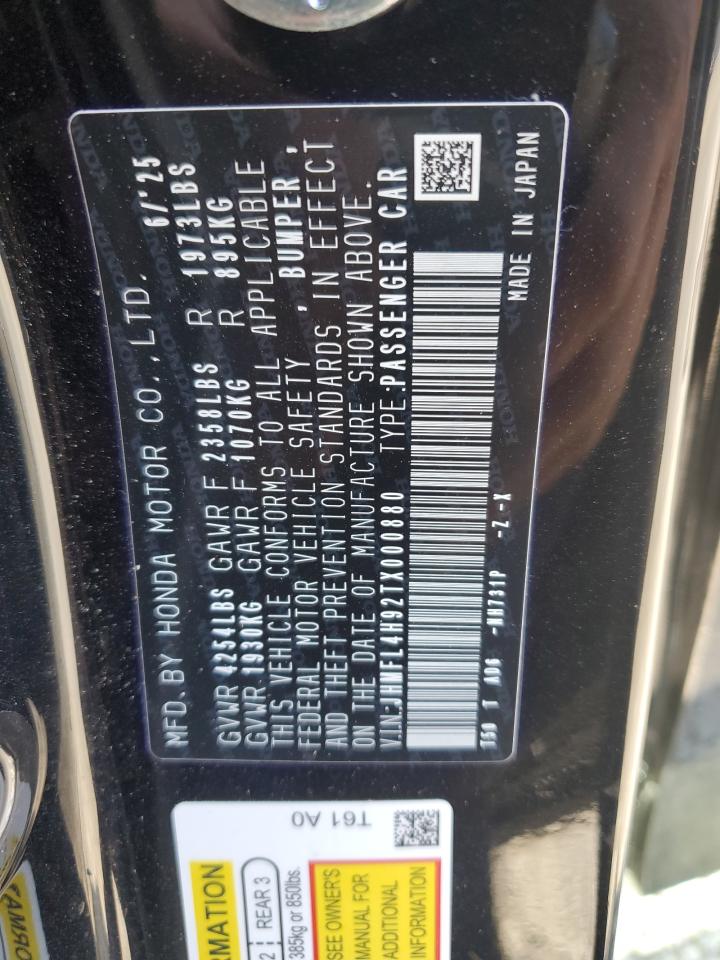 MFD. BY HONDA MOTOR CO., LTD. 6/'25
GVWR 4254LBS GAWR F 2358LBS R 1973LBS
GVWR 1930KG GAWR F 1070KG R 895KG
THIS VEHICLE CONFORMS TO ALL APPLICABLE
FEDERAL MOTOR VEHICLE SAFETY , BUMPER ,
AND THEFT PREVENTION STANDARDS IN EFFECT
ON THE DATE OF MANUFACTURE SHOWN ABOVE.
V.I.N:JHMFL4H92TX000880 TYPE:PASSENGER CAR
T60 T A06 -NH731P -Z -X
MADE IN JAPAN
T61 A0
RMATION
2 REAR 3
385kg or 850lbs.
SEE OWNER'S
MANUAL FOR
ADDITIONAL
INFORMATION